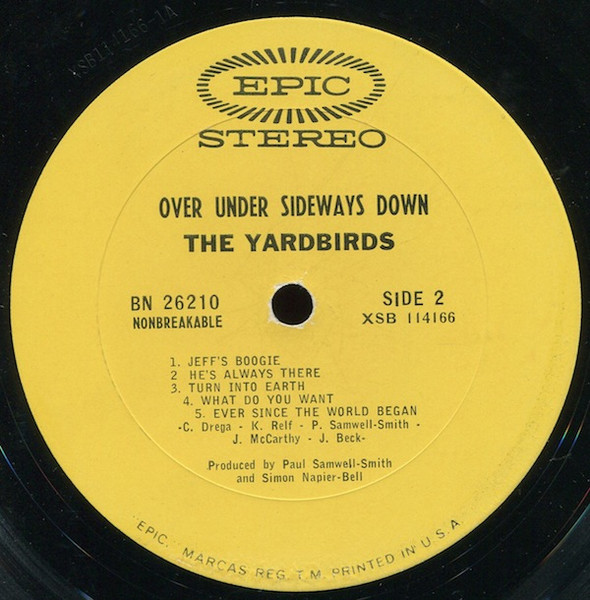 XSB114166-1A
EPIC
STEREO
OVER UNDER SIDEWAYS DOWN
THE YARDBIRDS
BN 26210
NONBREAKABLE
SIDE 2
XSB 114166
1. JEFF'S BOOGIE
2 HE'S ALWAYS THERE
3. TURN INTO EARTH
4. WHAT DO YOU WANT
5. EVER SINCE THE WORLD BEGAN
-C. Drega - K. Relf - P. Samwell-Smith -
J. McCarthy - J. Beck-
Produced by Paul Samwell-Smith
and Simon Napier-Bell
EPIC. MARCAS REG. T.M. PRINTED IN U.S.A.